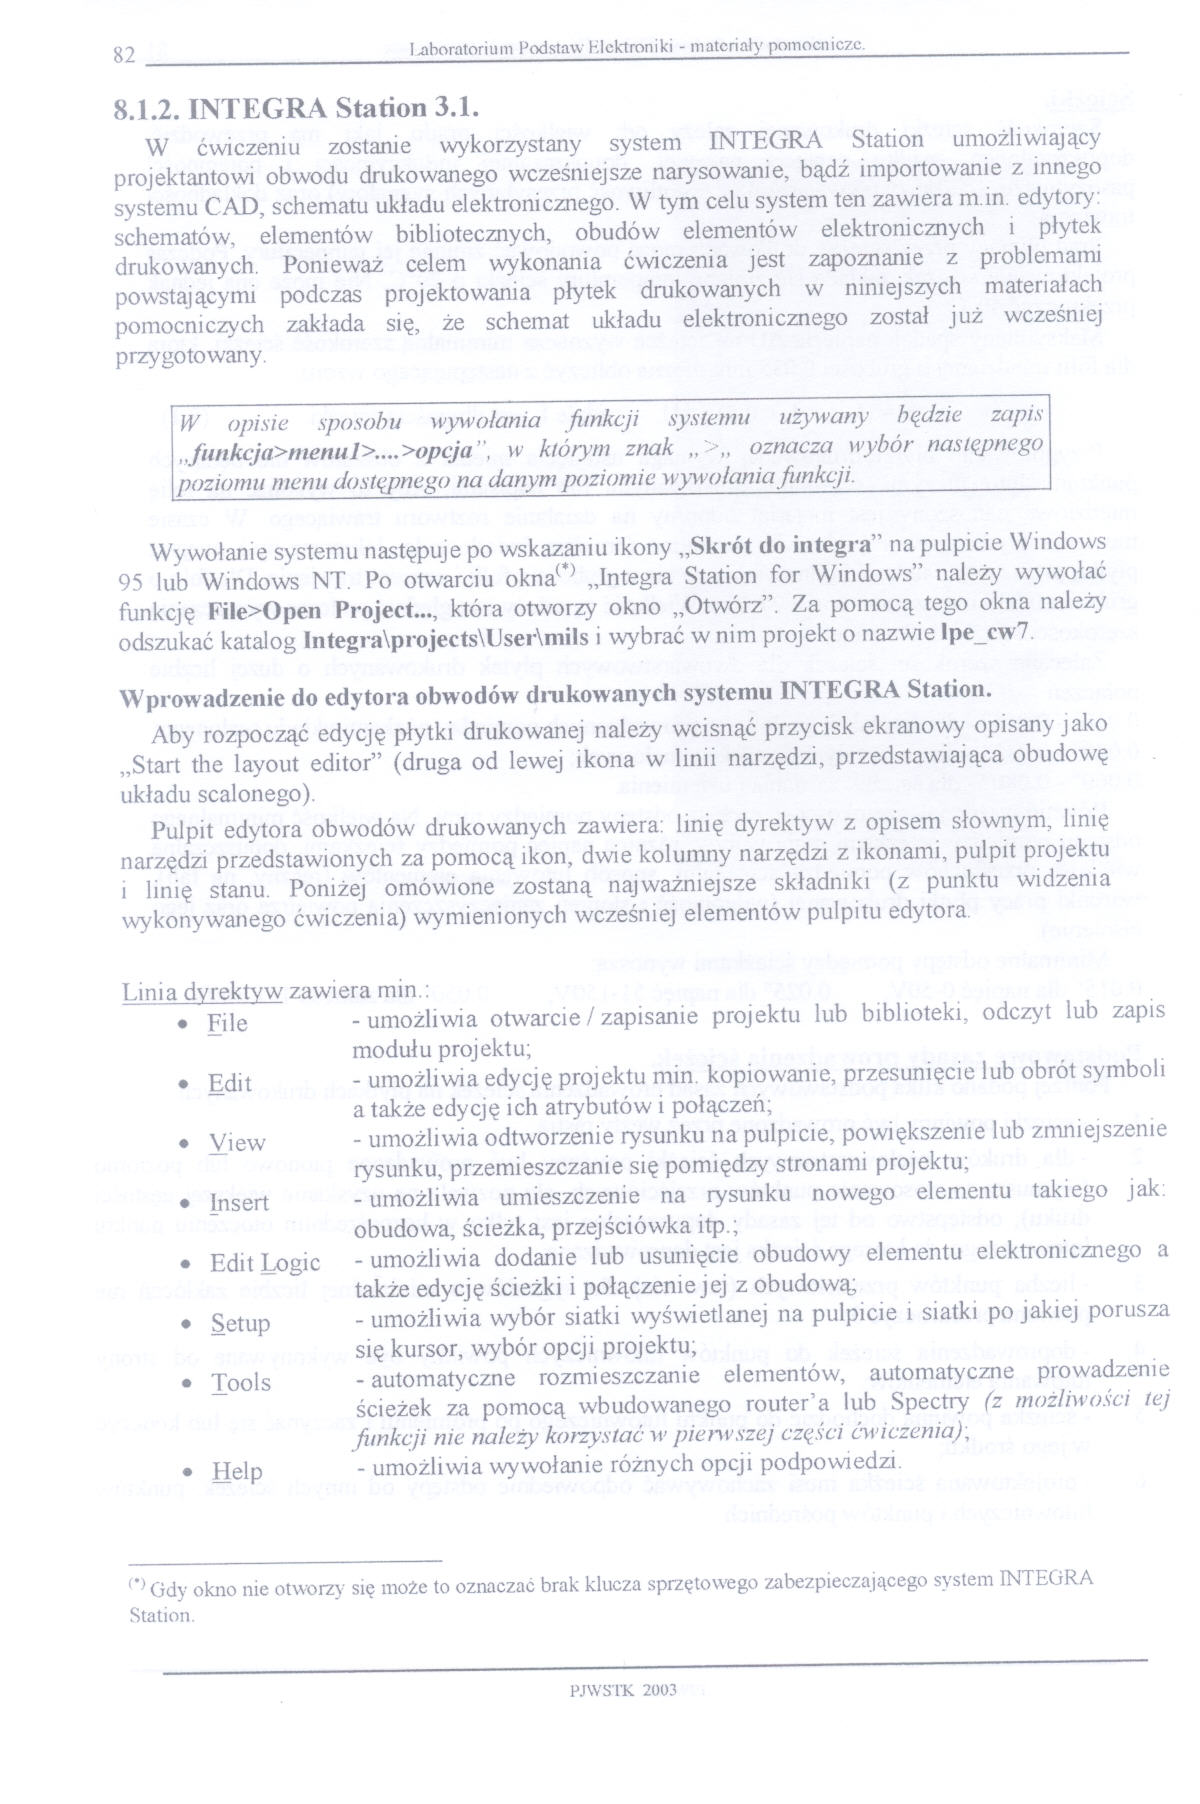 82 Laboratorium Podstaw Elektroniki - materiały pomocnicze.
8.1.2. INTEGRA Station 3.1.
W ćwiczeniu zostanie wykorzystany system INTEGRA Station umożliwiający
projektantowi obwodu drukowanego wcześniejsze narysowanie, bądź importowanie z innego
systemu CAD, schematu układu elektronicznego. W tym celu system ten zawiera m.in. edytory:
schematów, elementów bibliotecznych, obudów elementów elektronicznych i płytek
drukowanych. Ponieważ celem wykonania ćwiczenia jest zapoznanie z problemami
powstającymi podczas projektowania płytek drukowanych w niniejszych materiałach
pomocniczych zakłada się, że schemat układu elektronicznego został już wcześniej
przygotowany.
W opisie sposobu wywołania funkcji systemu używany będzie zapis
„funkcja>menu1>....>opcja”, w którym znak „>„ oznacza wybór następnego
poziomu menu dostępnego na danym poziomie wywołania funkcji.
Wywołanie systemu następuje po wskazaniu ikony „Skrót do integra” na pulpicie Windows
95 lub Windows NT. Po otwarciu okna(*) „Integra Station for Windows” należy wywołać
funkcję File>Open Project..., która otworzy okno „Otwórz”. Za pomocą tego okna należy
odszukać katalog Integra\projects\User\mils i wybrać w nim projekt o nazwie lpe_cw7.
Wprowadzenie do edytora obwodów drukowanych systemu INTEGRA Station.
Aby rozpocząć edycję płytki drukowanej należy wcisnąć przycisk ekranowy opisany jako
„Start the layout editor” (druga od lewej ikona w linii narzędzi, przedstawiająca obudowę
układu scalonego).
Pulpit edytora obwodów drukowanych zawiera: linię dyrektyw z opisem słownym, linię
narzędzi przedstawionych za pomocą ikon, dwie kolumny narzędzi z ikonami, pulpit projektu
i linię stanu. Poniżej omówione zostaną najważniejsze składniki (z punktu widzenia
wykonywanego ćwiczenia) wymienionych wcześniej elementów pulpitu edytora.
Linia dyrektyw zawiera min.:
• File - umożliwia otwarcie / zapisanie projektu lub biblioteki, odczyt lub zapis
modułu projektu;
• Edit - umożliwia edycję projektu min. kopiowanie, przesunięcie lub obrót symboli
a także edycję ich atrybutów i połączeń;
• View - umożliwia odtworzenie rysunku na pulpicie, powiększenie lub zmniejszenie
rysunku, przemieszczanie się pomiędzy stronami projektu;
• Insert - umożliwia umieszczenie na rysunku nowego elementu takiego jak:
obudowa, ścieżka, przejściówka itp.;
• Edit Logic - umożliwia dodanie lub usunięcie obudowy elementu elektronicznego a
także edycję ścieżki i połączenie jej z obudową;
• Setup - umożliwia wybór siatki wyświetlanej na pulpicie i siatki po jakiej porusza
się kursor, wybór opcji projektu;
• Tools - automatyczne rozmieszczanie elementów, automatyczne prowadzenie
ścieżek za pomocą wbudowanego router’a lub Spectry (z możliwości tej
funkcji nie należy korzystać w pierwszej części ćwiczenia);
• Help - umożliwia wywołanie różnych opcji podpowiedzi.
(*) Gdy okno nie otworzy się może to oznaczać brak klucza sprzętowego zabezpieczającego system INTEGRA
Station.
PJWSTK 2003